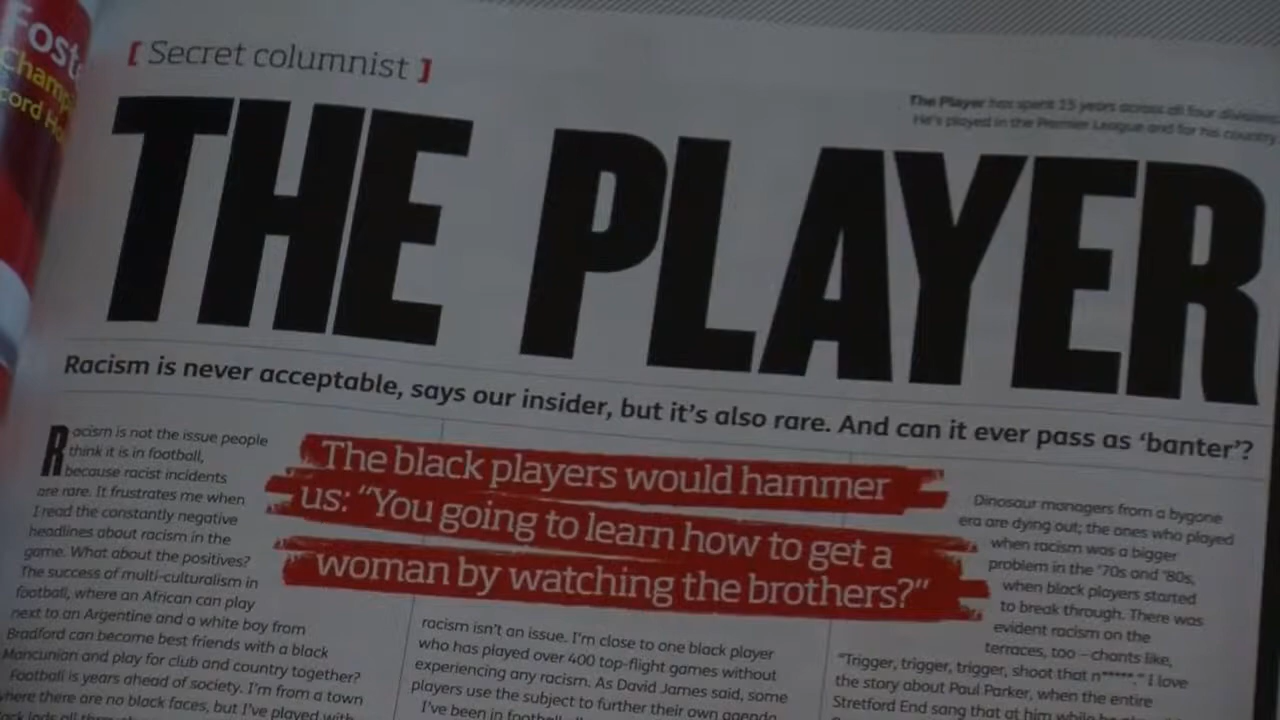 Fost
Champ
cord Ho
[ Secret columnist ]
The Player has spent 15 years across all four divisions.
He's played in the Premier League and for his country
THE PLAYER
Racism is never acceptable, says our insider, but it's also rare. And can it ever pass as 'banter'?
Racism is not the issue people
think it is in football,
because racist incidents
are rare. It frustrates me when
I read the constantly negative
headlines about racism in the
game. What about the positives?
The success of multi-culturalism in
football, where an African can play
next to an Argentine and a white boy from
Bradford can become best friends with a black
Mancunian and play for club and country together?
Football is years ahead of society. I'm from a town
where there are no black faces, but I've played with
The black players would hammer
us: "You going to learn how to get a
woman by watching the brothers?"
racism isn't an issue. I'm close to one black player
who has played over 400 top-flight games without
experiencing any racism. As David James said, some
players use the subject to further their own agenda.
I've been in
Dinosaur managers from a bygone
era are dying out; the ones who played
when racism was a bigger
problem in the '70s and '80s,
when black players started
to break through. There was
evident racism on the
terraces, too – chants like,
"Trigger, trigger, trigger, shoot that n*****." I love
the story about Paul Parker, when the entire
Stretford End sang that at him while he